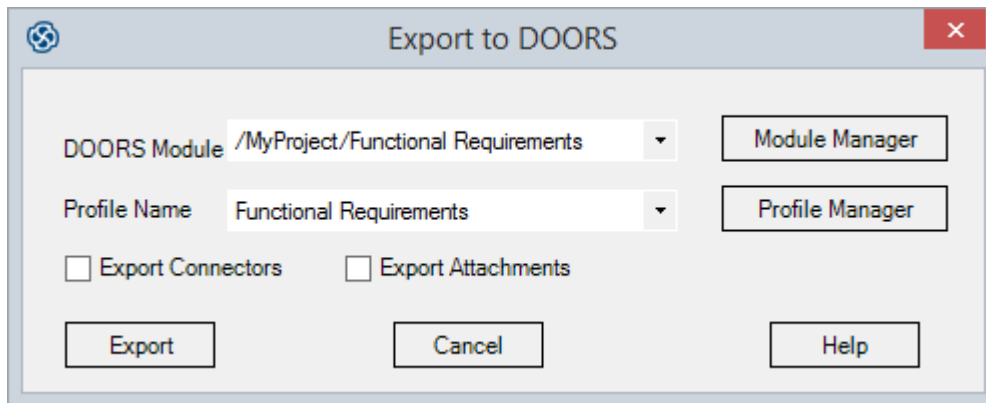 Export to DOORS
DOORS Module /MyProject/Functional Requirements Module Manager
Profile Name Functional Requirements Profile Manager
Export Connectors Export Attachments
Export Cancel Help